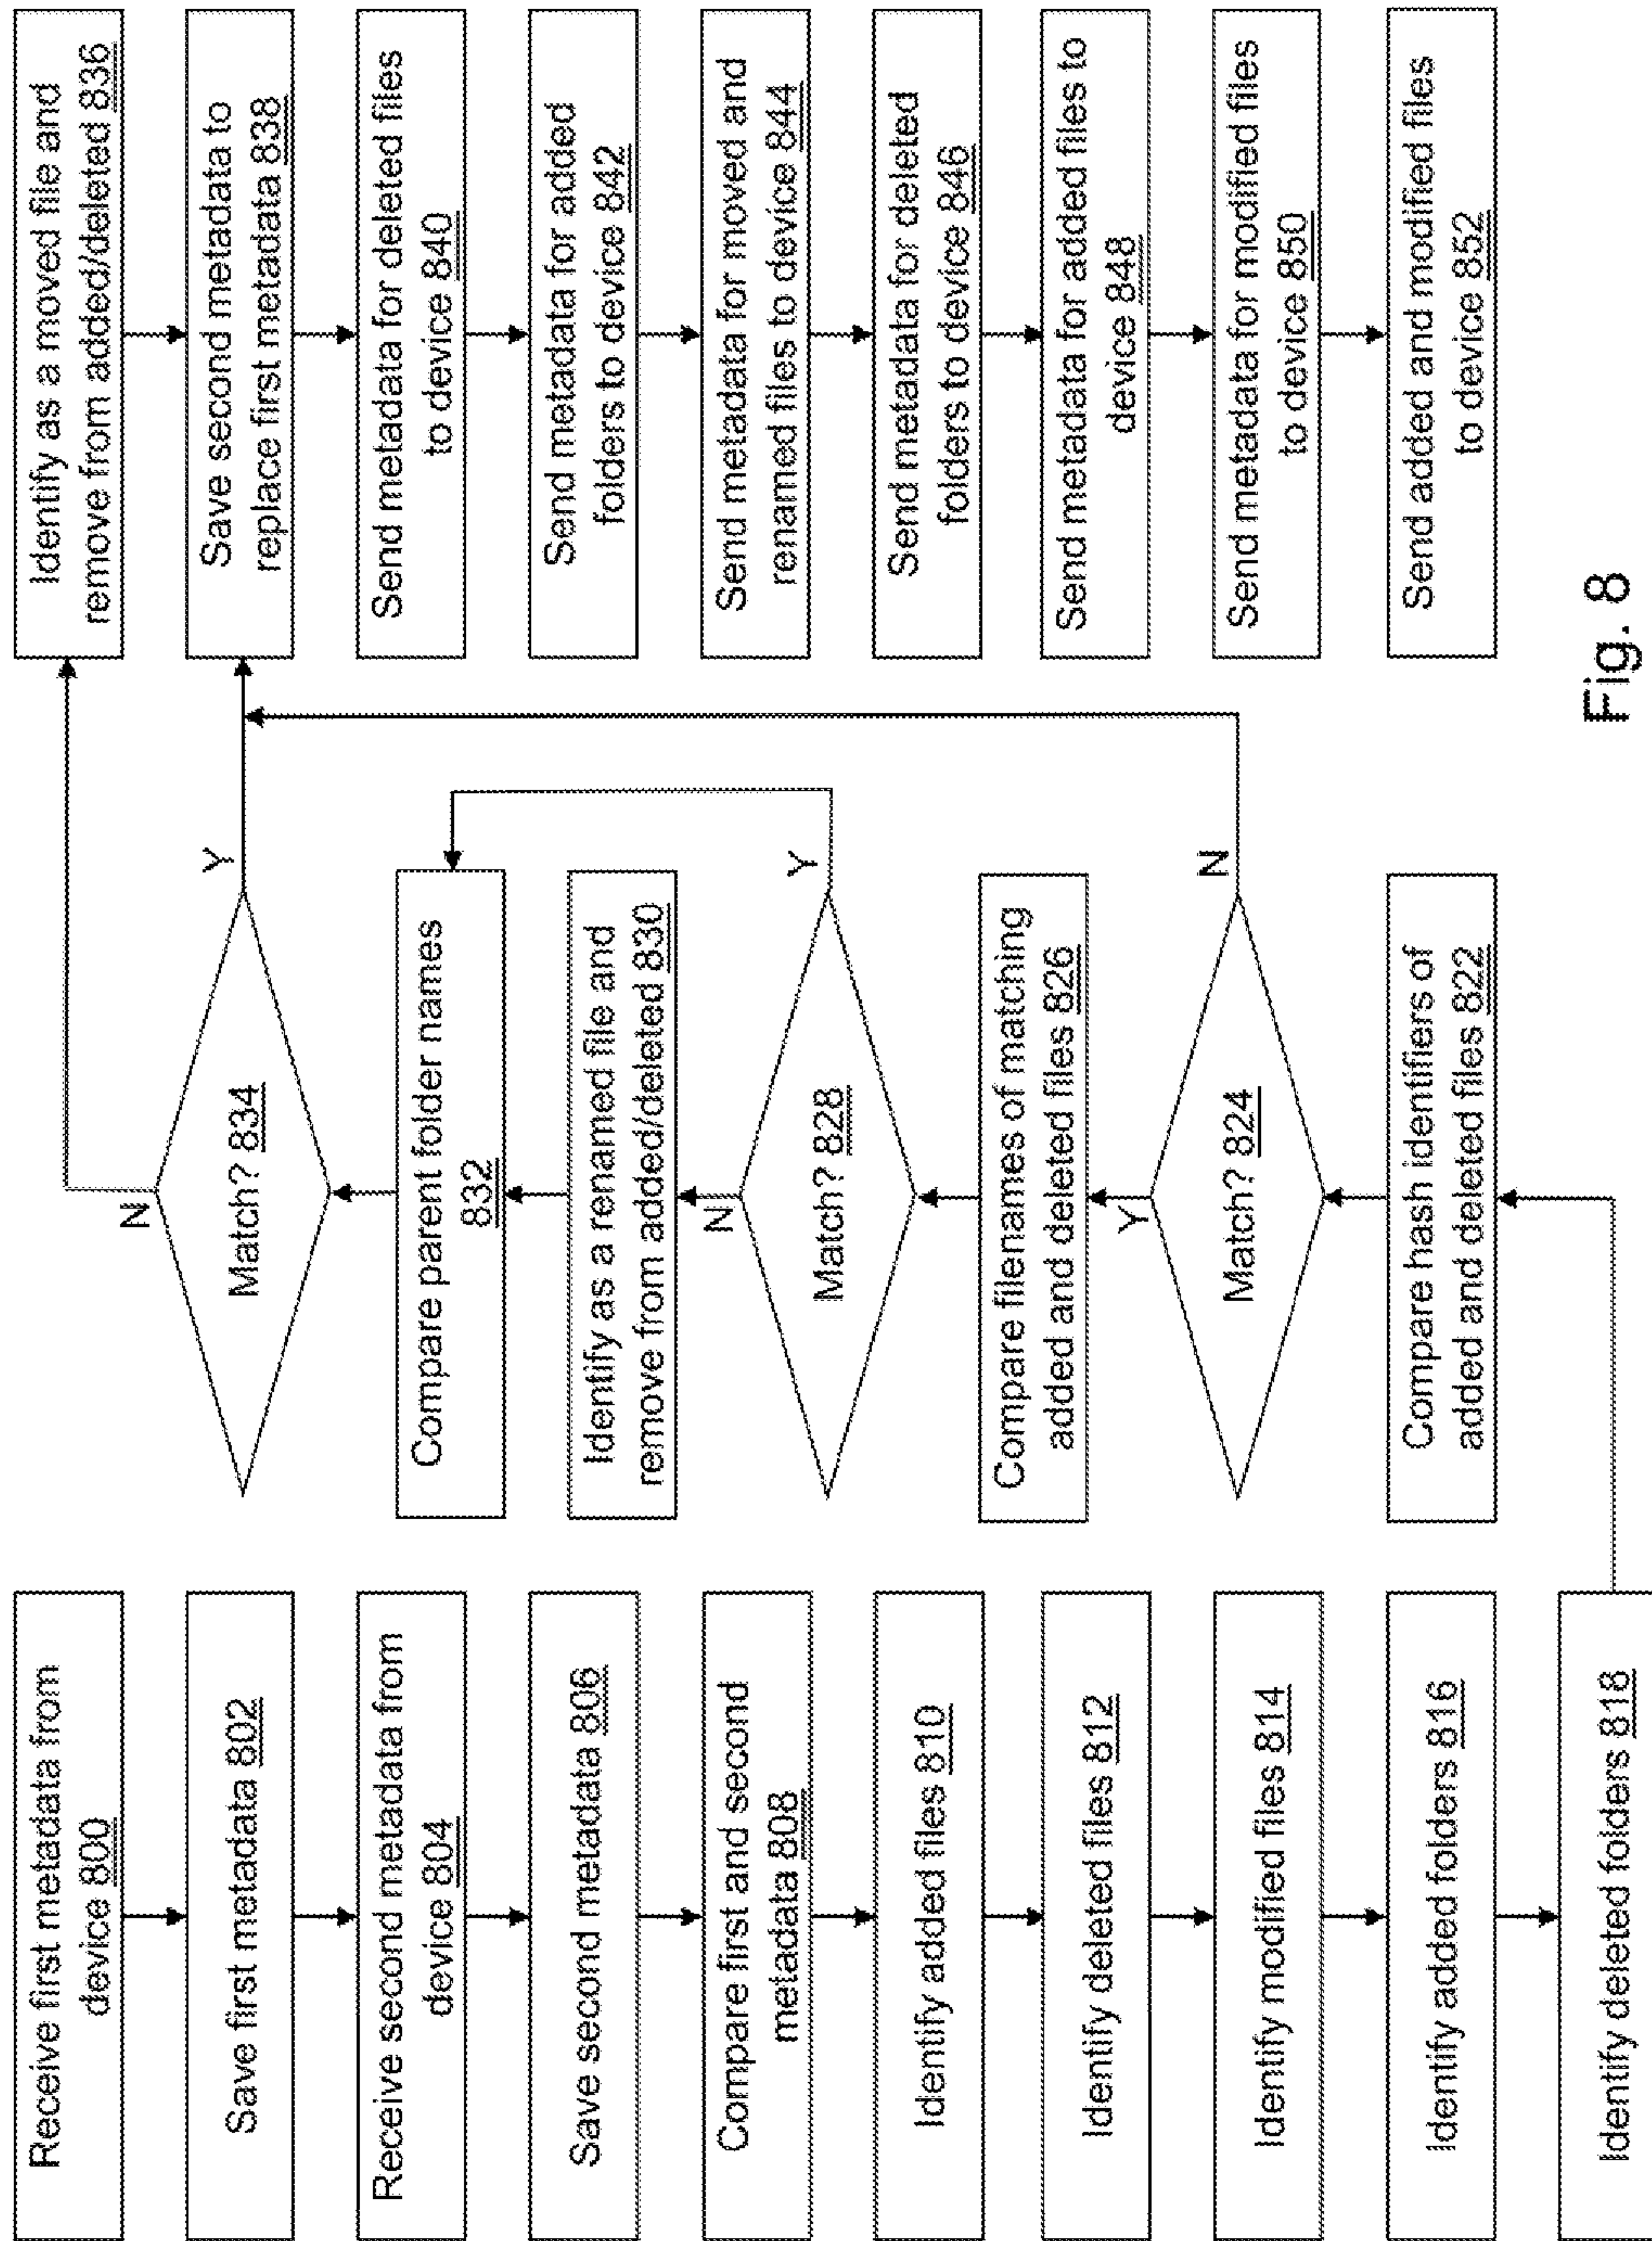 Receive first metadata from
device 800
Save first metadata 802
Receive second metadata from
device 804
Save second metadata 806
Compare first and second
metadata 808
Identify added files 810
Identify deleted files 812
Identify modified files 814
Identify added folders 816
Identify deleted folders 818
Compare hash identifiers of
added and deleted files 822
Match? 824
Y
N
Compare filenames of matching
added and deleted files 826
Match? 828
Y
N
Identify as a renamed file and
remove from added/deleted 830
Compare parent folder names
832
Match? 834
Y
N
Identify as a moved file and
remove from added/deleted 836
Save second metadata to
replace first metadata 838
Send metadata for deleted files
to device 840
Send metadata for added
folders to device 842
Send metadata for moved and
renamed files to device 844
Send metadata for deleted
folders to device 846
Send metadata for added files to
device 848
Send metadata for modified files
to device 850
Send added and modified files
to device 852
Fig. 8